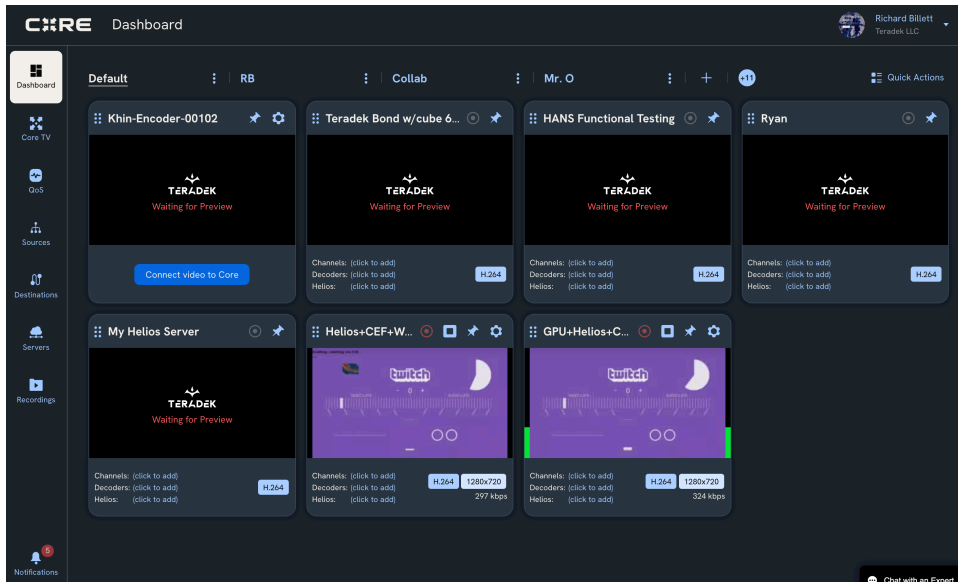 CORE Dashboard
Richard Billett
Teradek LLC
Default RB Collab Mr. O +11 Quick Actions
Dashboard
Core TV
QoS
Sources
Destinations
Servers
Recordings
Notifications
5
Khin-Encoder-00102
TERADEK
Waiting for Preview
Connect video to Core
Teradek Bond w/cube 6...
TERADEK
Waiting for Preview
Channels: (click to add)
Decoders: (click to add)
Helios: (click to add)
H.264
HANS Functional Testing
TERADEK
Waiting for Preview
Channels: (click to add)
Decoders: (click to add)
Helios: (click to add)
H.264
Ryan
TERADEK
Waiting for Preview
Channels: (click to add)
Decoders: (click to add)
Helios: (click to add)
H.264
My Helios Server
TERADEK
Waiting for Preview
Channels: (click to add)
Decoders: (click to add)
Helios: (click to add)
H.264
Helios+CEF+W...
twitch
Channels: (click to add)
Decoders: (click to add)
Helios: (click to add)
H.264 1280x720
297 kbps
GPU+Helios+C...
twitch
Channels: (click to add)
Decoders: (click to add)
Helios: (click to add)
H.264 1280x720
324 kbps
Chat with an Expert